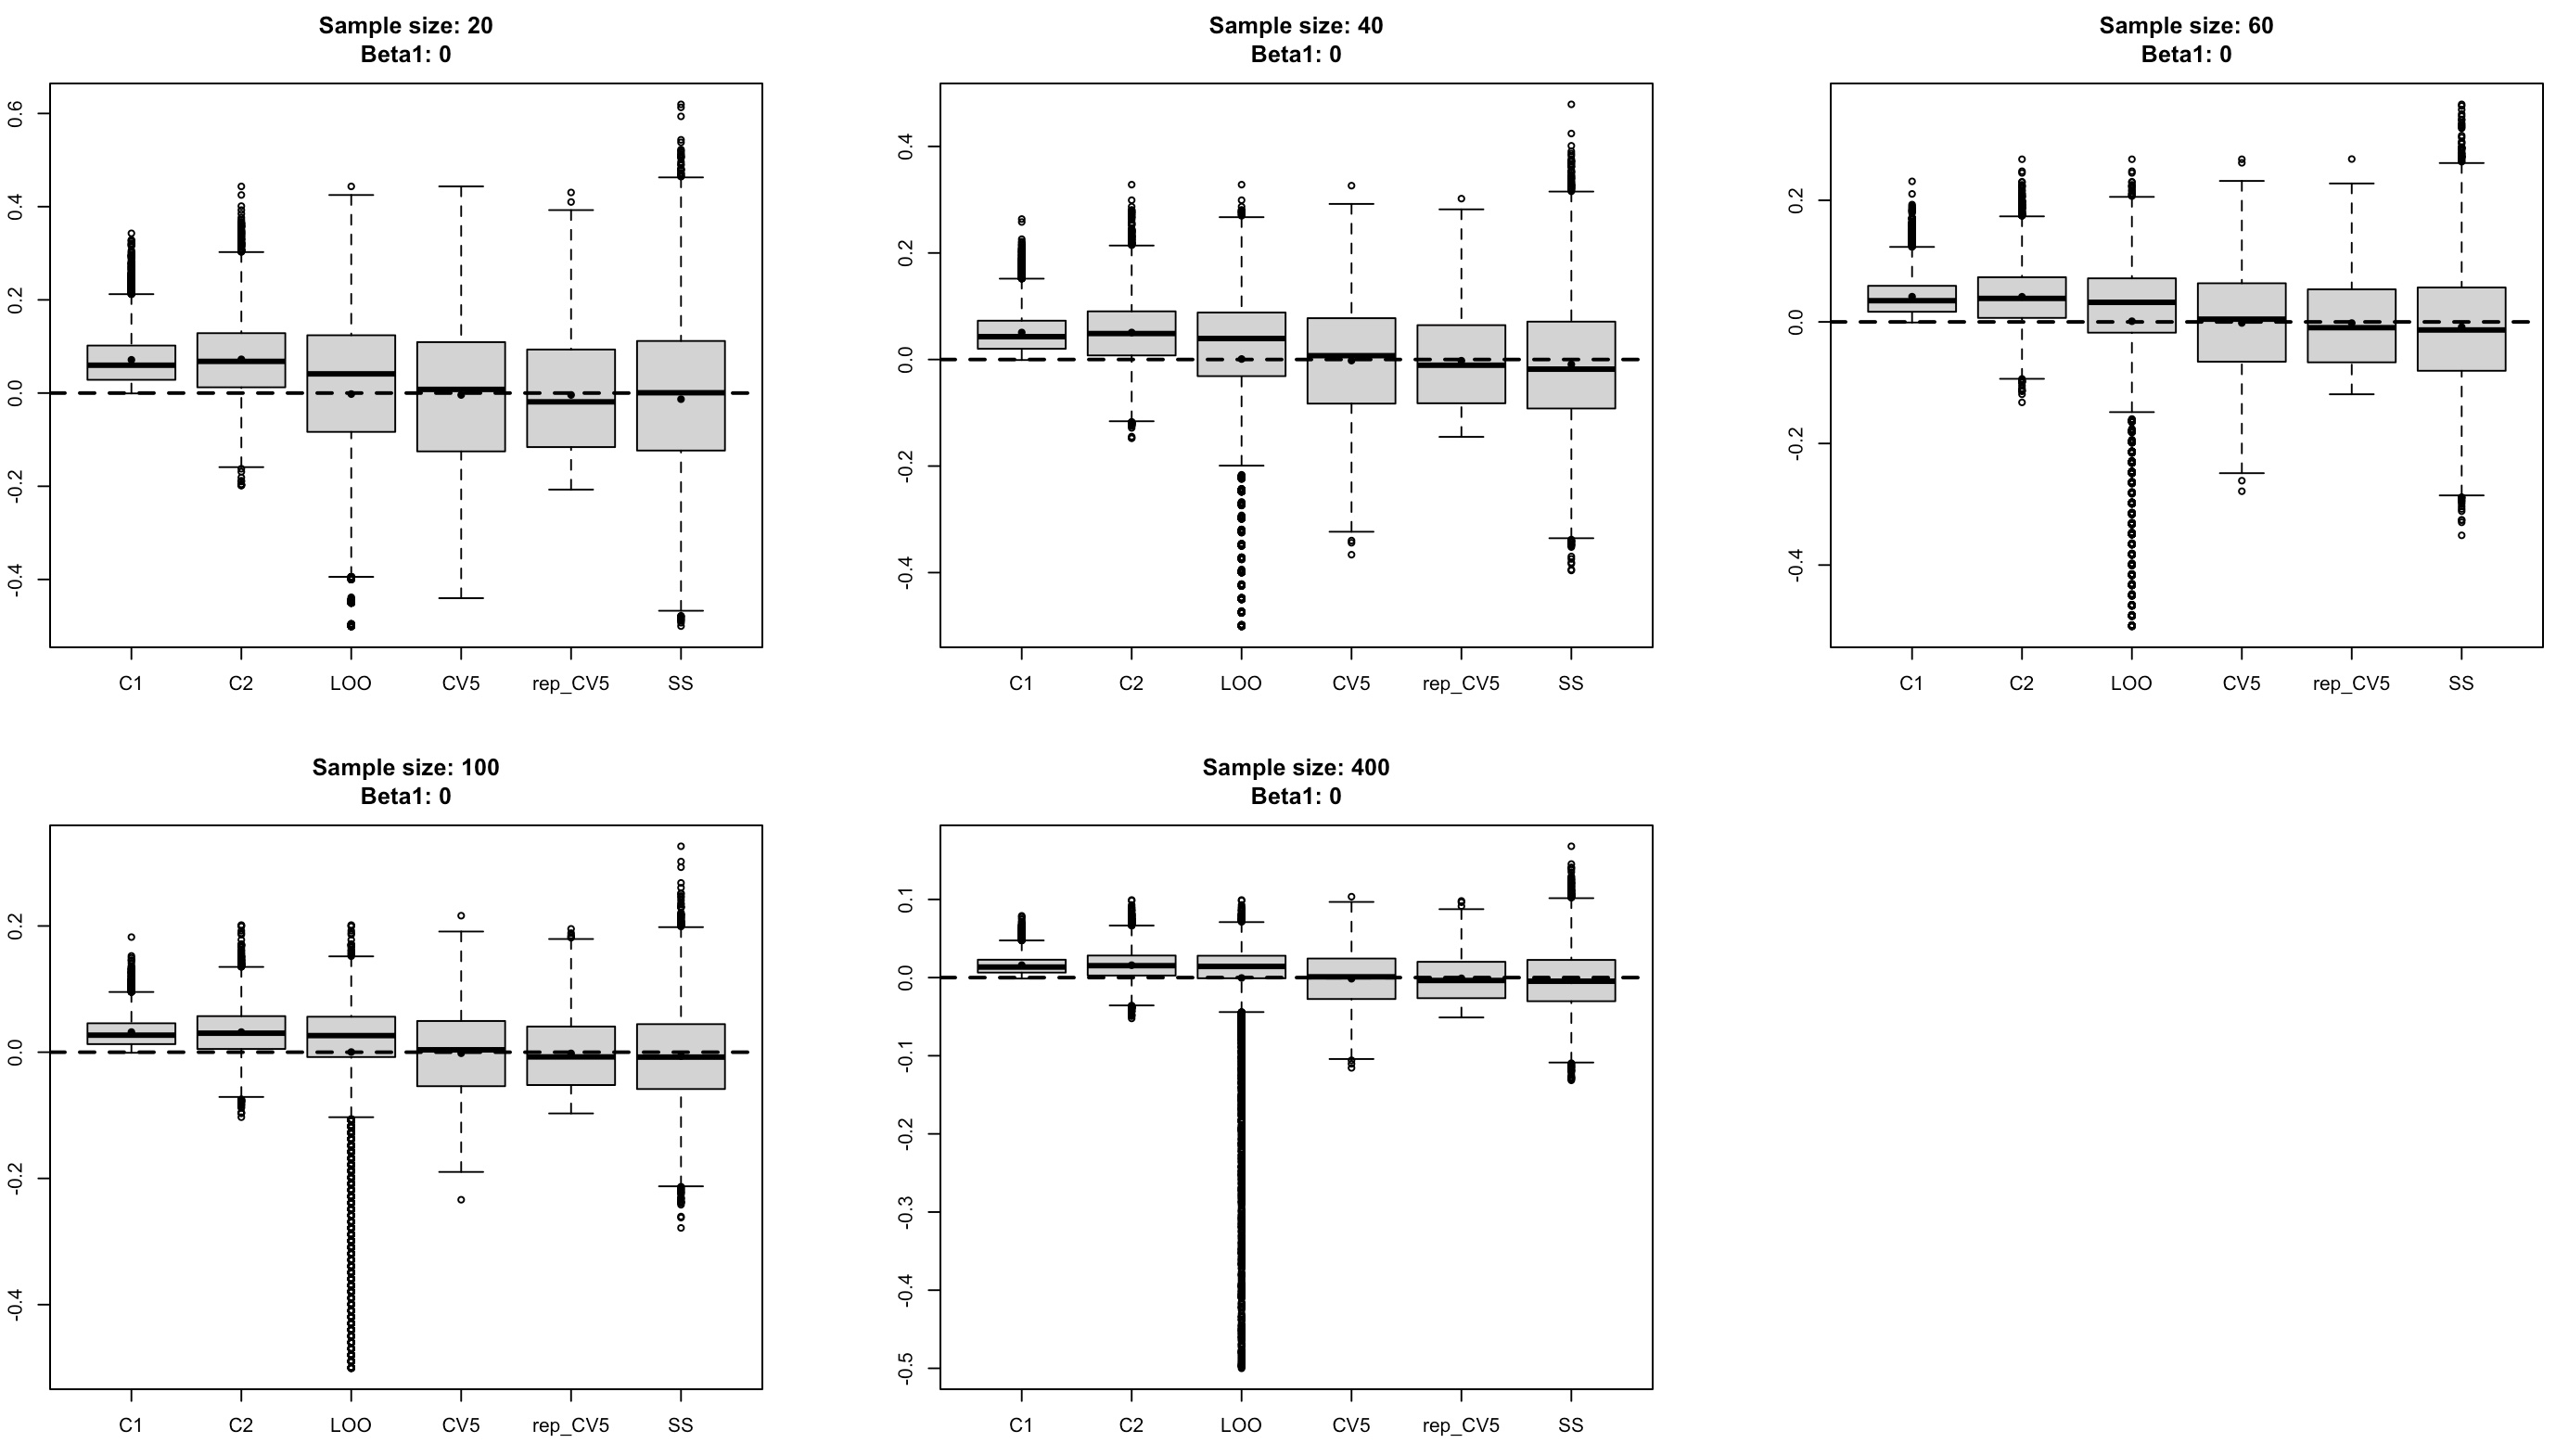 Sample size: 20
Beta1: 0
0.6
0.4
0.2
0.0
-0.2
-0.4
C1 C2 LOO CV5 rep_CV5 SS
Sample size: 40
Beta1: 0
0.4
0.2
0.0
-0.2
-0.4
C1 C2 LOO CV5 rep_CV5 SS
Sample size: 60
Beta1: 0
0.2
0.0
-0.2
-0.4
C1 C2 LOO CV5 rep_CV5 SS
Sample size: 100
Beta1: 0
0.2
0.0
-0.2
-0.4
C1 C2 LOO CV5 rep_CV5 SS
Sample size: 400
Beta1: 0
0.1
0.0
-0.1
-0.2
-0.3
-0.4
-0.5
C1 C2 LOO CV5 rep_CV5 SS